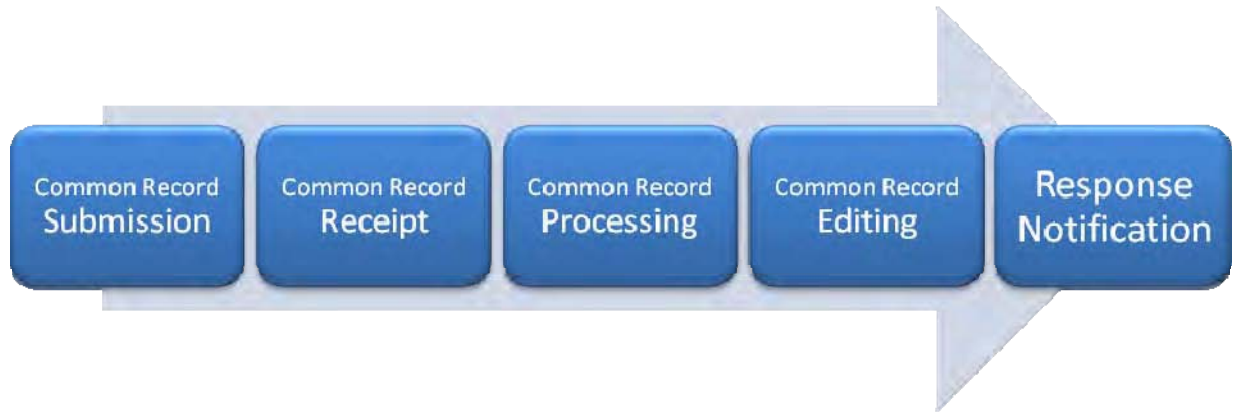 Common Record
Submission
Common Record
Receipt
Common Record
Processing
Common Record
Editing
Response
Notification